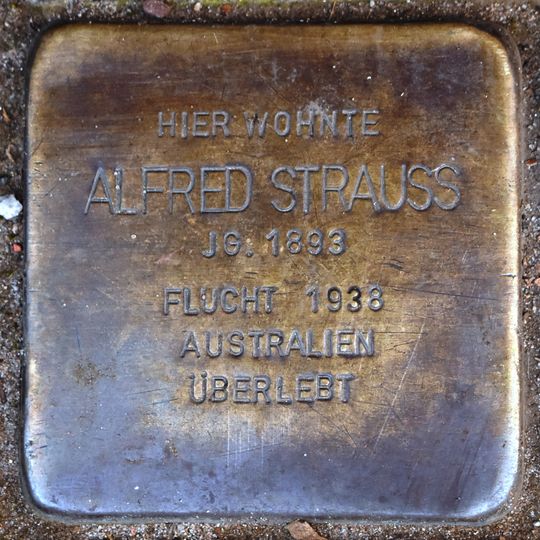 HIER WOHNTE
ALFRED STRAUSS
JG. 1893
FLUCHT 1938
AUSTRALIEN
ÜBERLEBT